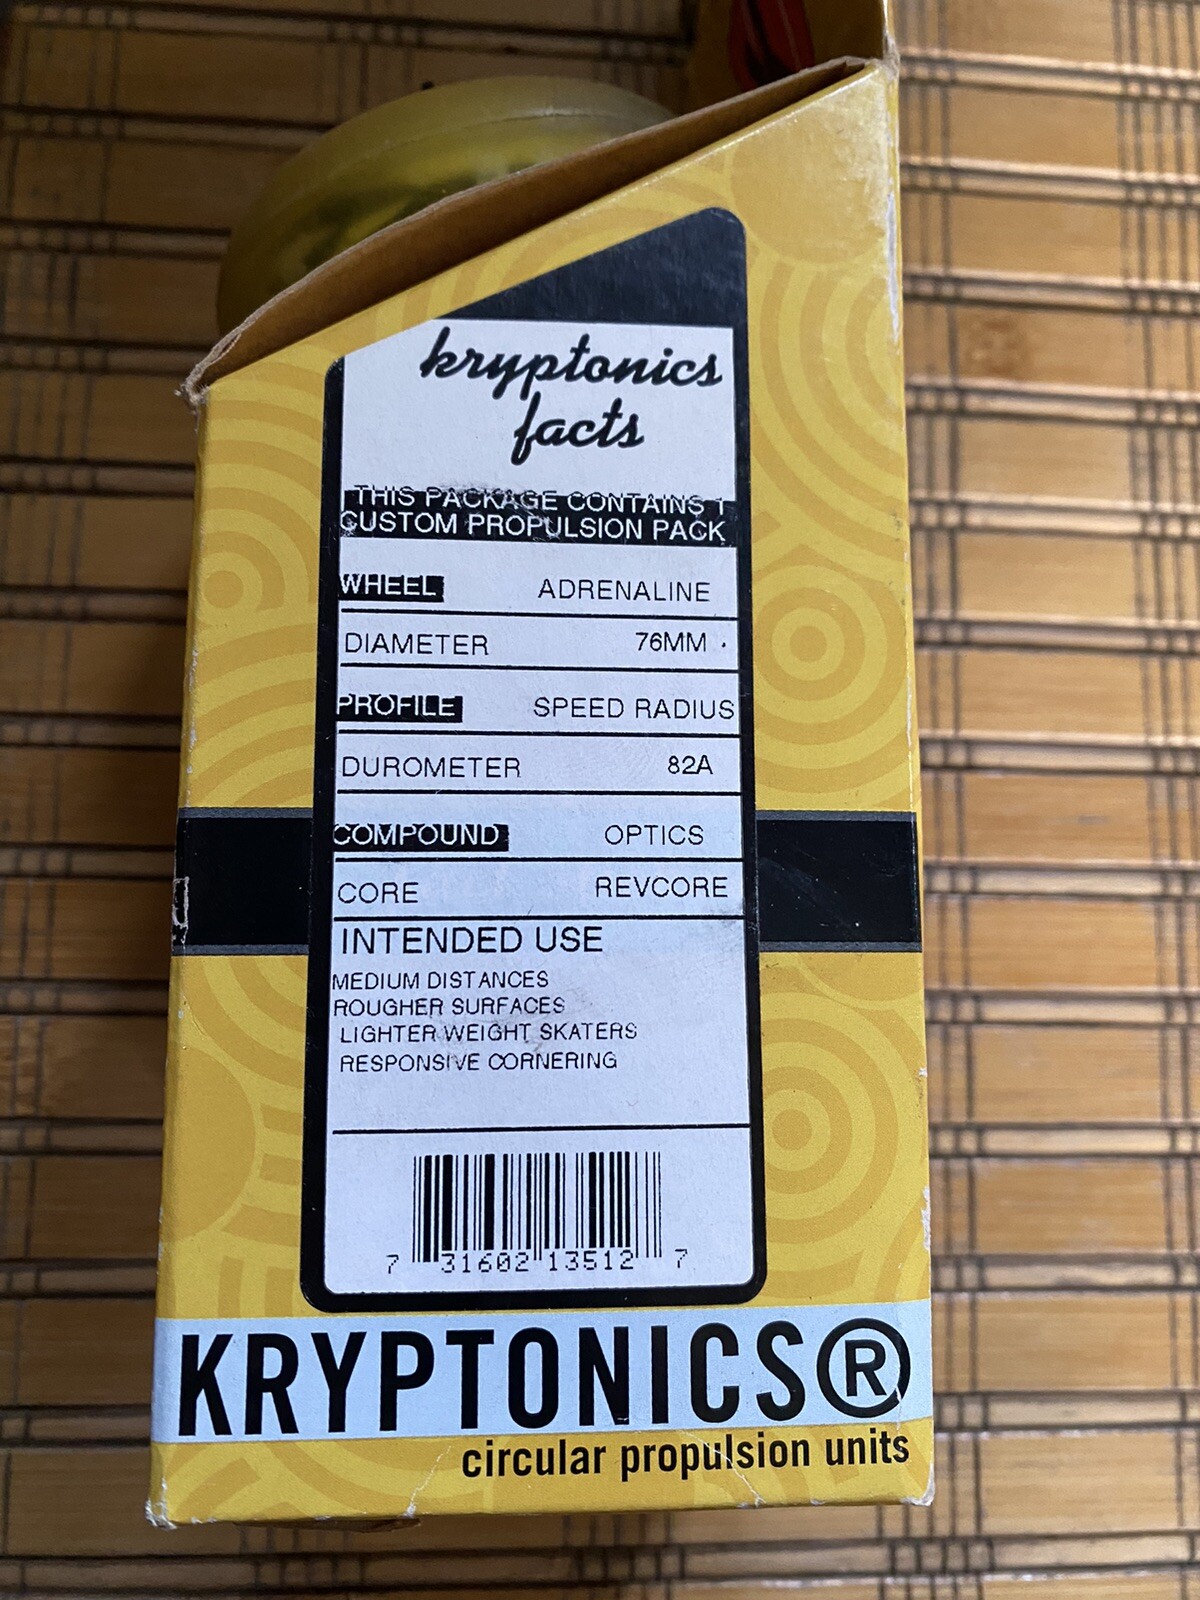 kryptonics
facts
THIS PACKAGE CONTAINS 1
CUSTOM PROPULSION PACK
WHEEL ADRENALINE
DIAMETER 76MM
PROFILE SPEED RADIUS
DUROMETER 82A
COMPOUND OPTICS
CORE REVCORE
INTENDED USE
MEDIUM DISTANCES
ROUGHER SURFACES
LIGHTER WEIGHT SKATERS
RESPONSIVE CORNERING
7 31602 13512 7
KRYPTONICS®
circular propulsion units